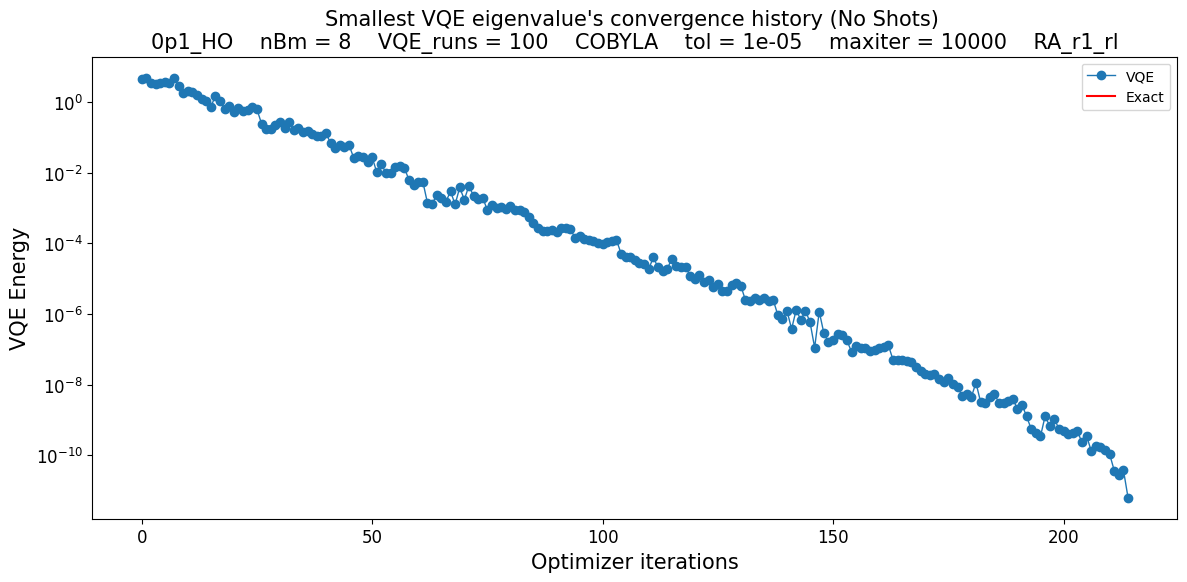 Smallest VQE eigenvalue's convergence history (No Shots)
0p1_HO nBm = 8 VQE_runs = 100 COBYLA tol = 1e-05 maxiter = 10000 RA_r1_rl
VQE
Exact
VQE Energy
10^0
10^-2
10^-4
10^-6
10^-8
10^-10
0 50 100 150 200
Optimizer iterations